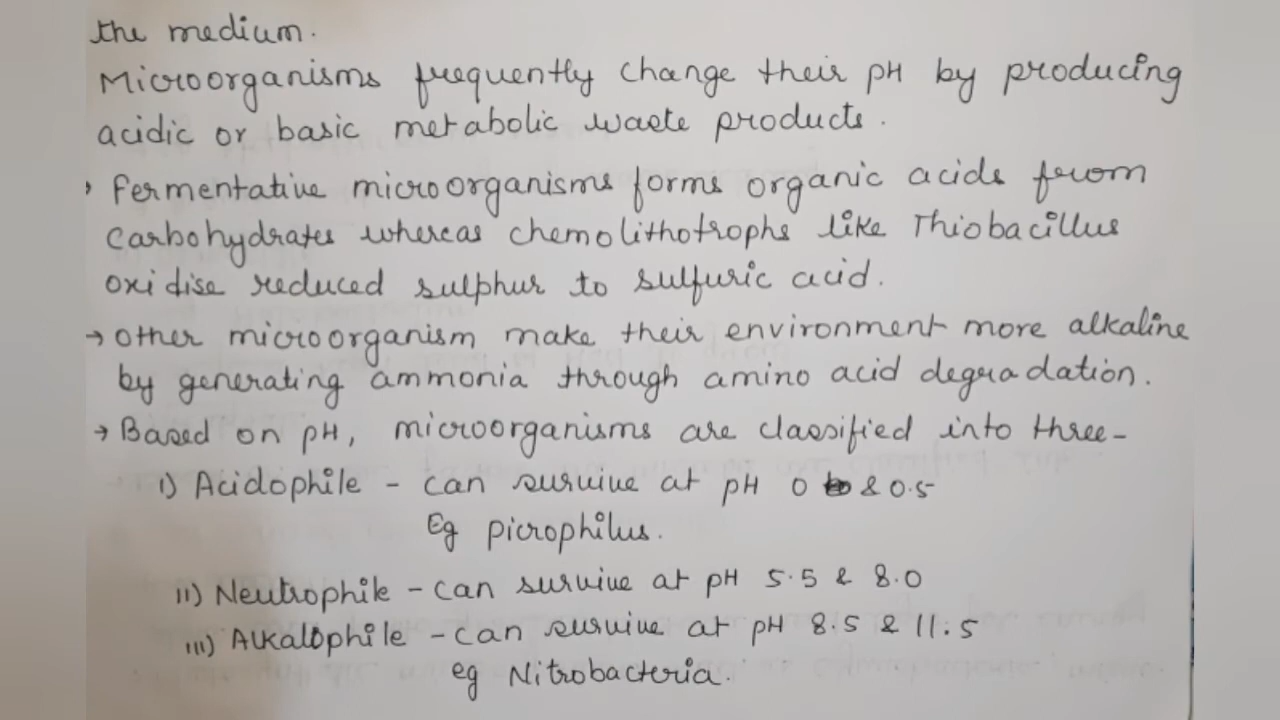 the medium.
Microorganisms frequently change their pH by producing
acidic or basic metabolic waste products.
Fermentative microorganisms forms organic acids from
carbohydrates whereas chemolithotrophs like Thiobacillus
oxidise reduced sulphur to sulfuric acid.
→ Other microorganism make their environment more alkaline
by generating ammonia through amino acid degradation.
→ Based on pH, microorganisms are classified into three-
i) Acidophile - can survive at pH 0 & 0.5
Eg picrophilus.
ii) Neutrophile - can survive at pH 5.5 & 8.0
iii) Alkalophile - can survive at pH 8.5 & 11.5
eg Nitrobacteria.